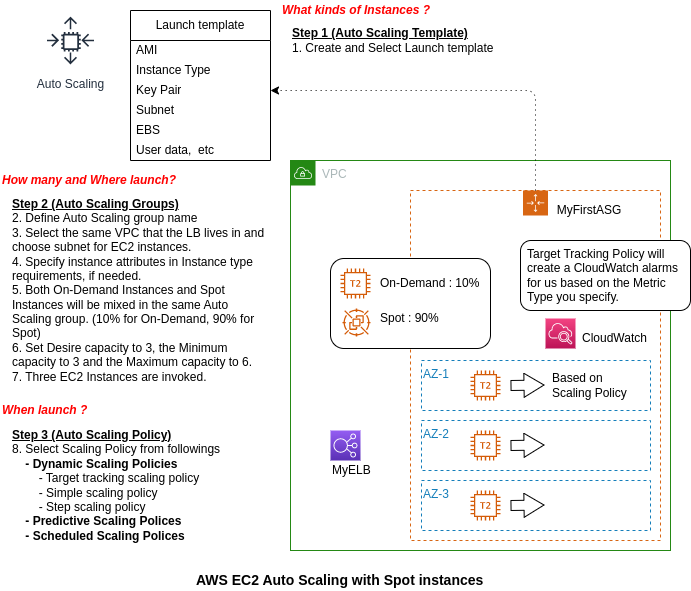 What kinds of Instances ?
Launch template
AMI
Instance Type
Key Pair
Subnet
EBS
User data,  etc
Auto Scaling
Step 1 (Auto Scaling Template)
1. Create and Select Launch template
How many and Where launch?
Step 2 (Auto Scaling Groups)
2. Define Auto Scaling group name
3. Select the same VPC that the LB lives in and
choose subnet for EC2 instances.
4. Specify instance attributes in Instance type
requirements, if needed.
5. Both On-Demand Instances and Spot
Instances will be mixed in the same Auto
Scaling group. (10% for On-Demand, 90% for
Spot)
6. Set Desire capacity to 3, the Minimum
capacity to 3 and the Maximum capacity to 6.
7. Three EC2 Instances are invoked.
When launch ?
Step 3 (Auto Scaling Policy)
8. Select Scaling Policy from followings
- Dynamic Scaling Policies
- Target tracking scaling policy
- Simple scaling policy
- Step scaling policy
- Predictive Scaling Polices
- Scheduled Scaling Polices
VPC
MyFirstASG
Target Tracking Policy will
create a CloudWatch alarms
for us based on the Metric
Type you specify.
T2
On-Demand : 10%
Spot : 90%
CloudWatch
AZ-1
T2
Based on
Scaling Policy
AZ-2
T2
MyELB
AZ-3
T2
AWS EC2 Auto Scaling with Spot instances